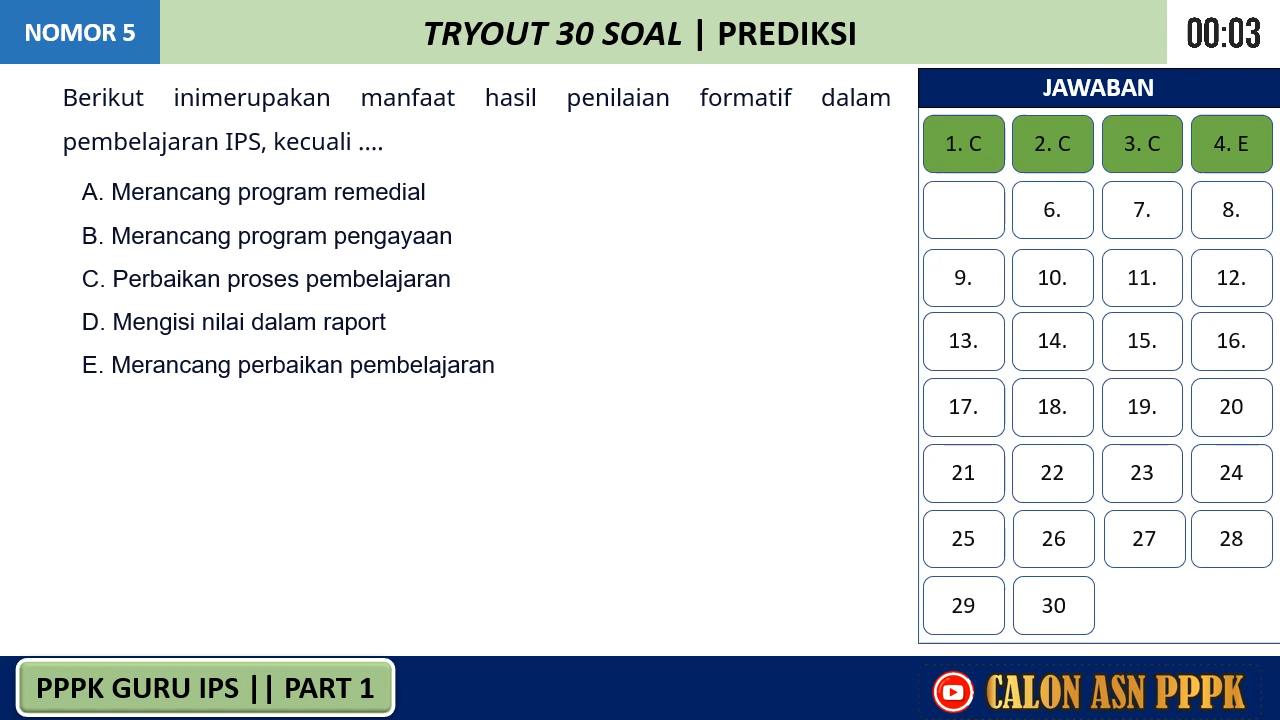 NOMOR 5
TRYOUT 30 SOAL | PREDIKSI
00:03
Berikut inimerupakan manfaat hasil penilaian formatif dalam
pembelajaran IPS, kecuali ....
A. Merancang program remedial
B. Merancang program pengayaan
C. Perbaikan proses pembelajaran
D. Mengisi nilai dalam raport
E. Merancang perbaikan pembelajaran
JAWABAN
1. C 2. C 3. C 4. E
6. 7. 8.
9. 10. 11. 12.
13. 14. 15. 16.
17. 18. 19. 20
21 22 23 24
25 26 27 28
29 30
PPPK GURU IPS || PART 1
CALON ASN PPPK